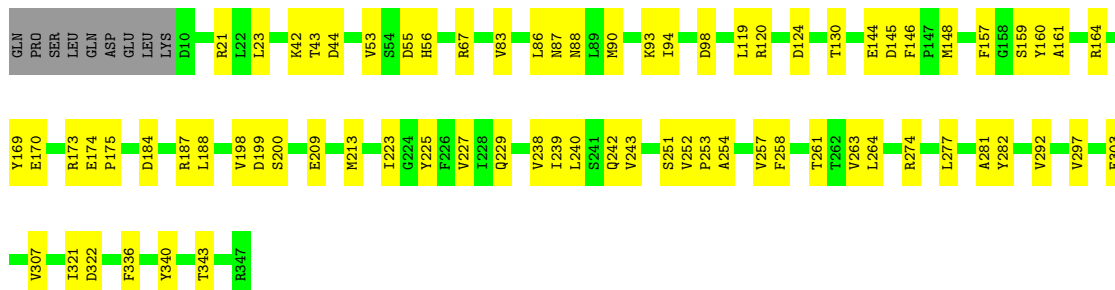 GLN PRO SER LEU GLN ASP GLU LEU LYS D10 R21 L22 L23 K42 T43 D44 V53 S54 D55 H56 R67 V83 L86 N87 N88 L89 M90 K93 I94 D98 L119 R120 D124 T130 E144 D145 F146 P147 M148 F157 G158 S159 Y160 A161 R164
Y169 E170 R173 E174 P175 D184 R187 L188 V198 D199 S200 E209 M213 I223 G224 Y225 F226 V227 I228 Q229 V238 I239 L240 S241 Q242 V243 S251 V252 P253 A254 V257 F258 T261 T262 V263 L264 R274 L277 A281 Y282 V292 V297
V307 I321 D322 F336 Y340 T343 R347